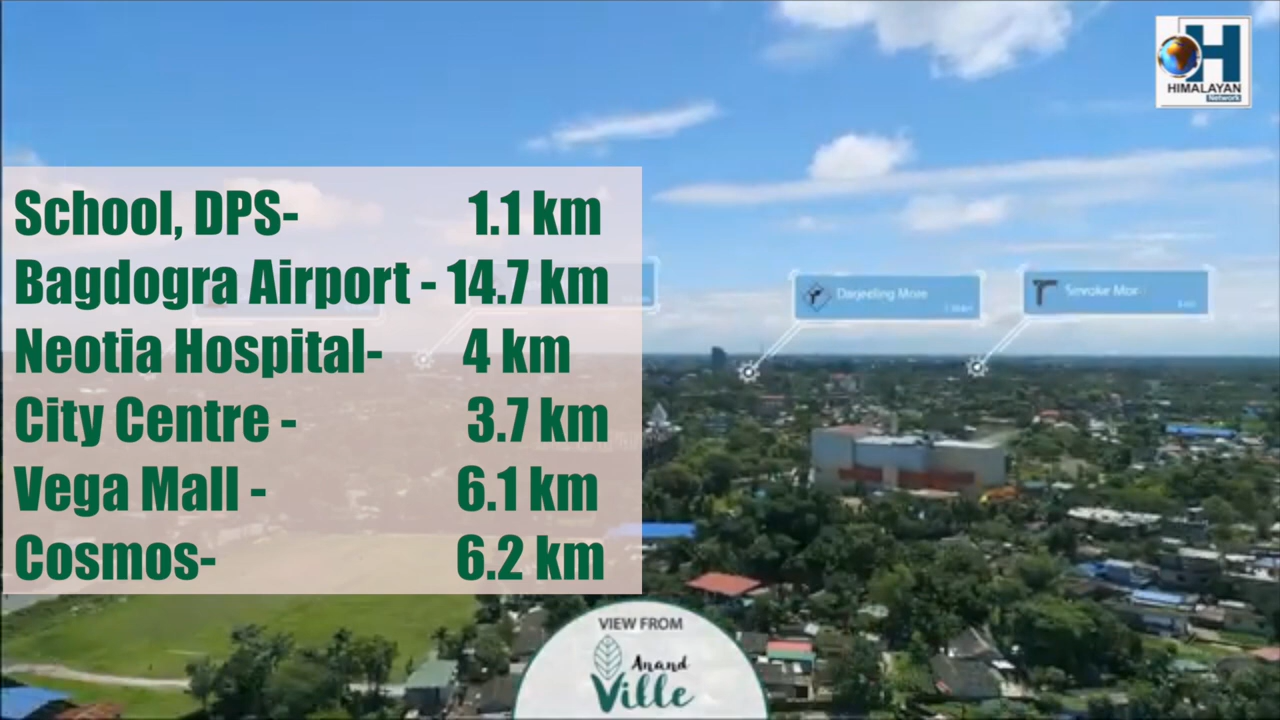 HIMALAYAN
Network
School, DPS- 1.1 km
Bagdogra Airport - 14.7 km
Neotia Hospital- 4 km
City Centre - 3.7 km
Vega Mall - 6.1 km
Cosmos- 6.2 km
Darjeeling More
VIEW FROM
Anand
Ville